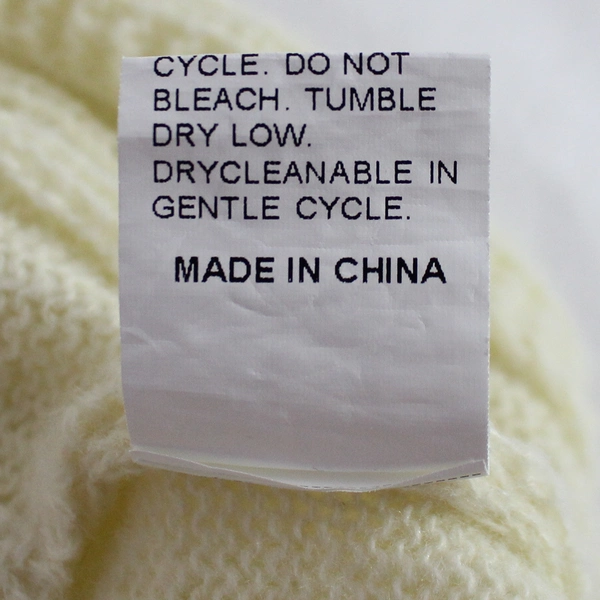 CYCLE. DO NOT
BLEACH. TUMBLE
DRY LOW.
DRYCLEANABLE IN
GENTLE CYCLE.
MADE IN CHINA